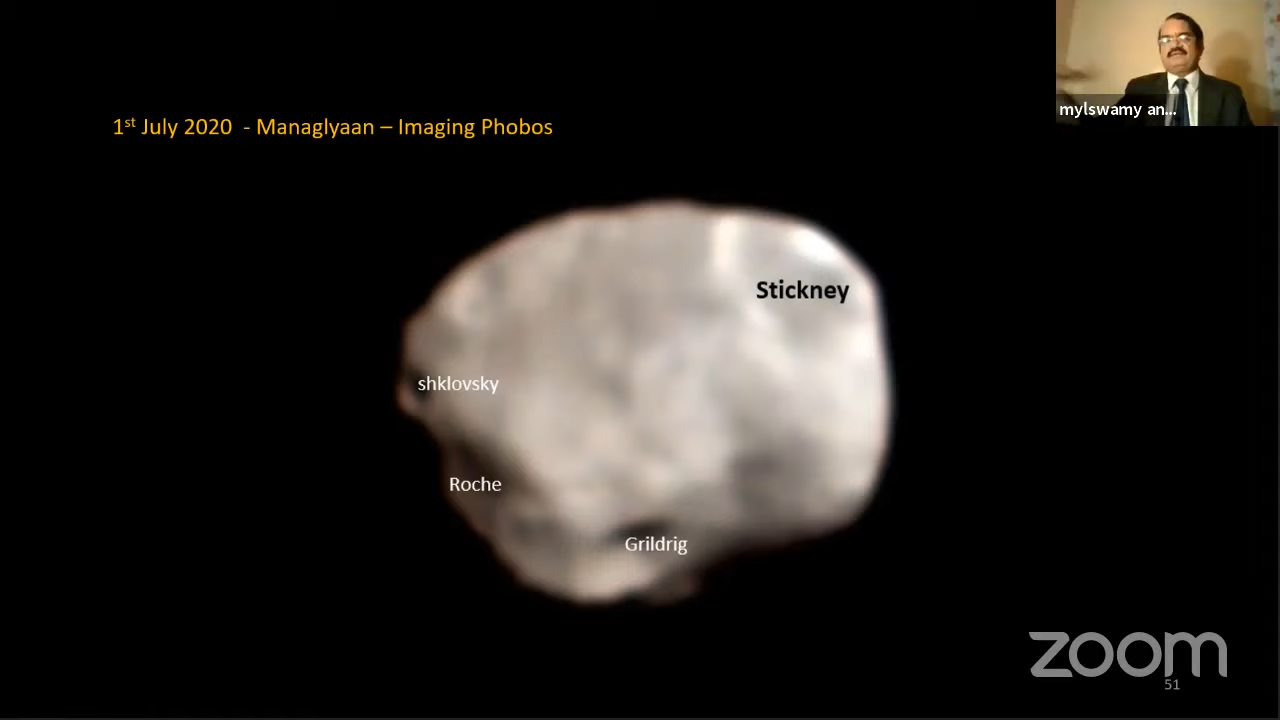 mylswamy an...
1st July 2020 - Managlyaan – Imaging Phobos
Stickney
shklovsky
Roche
Grildrig
zoom
51